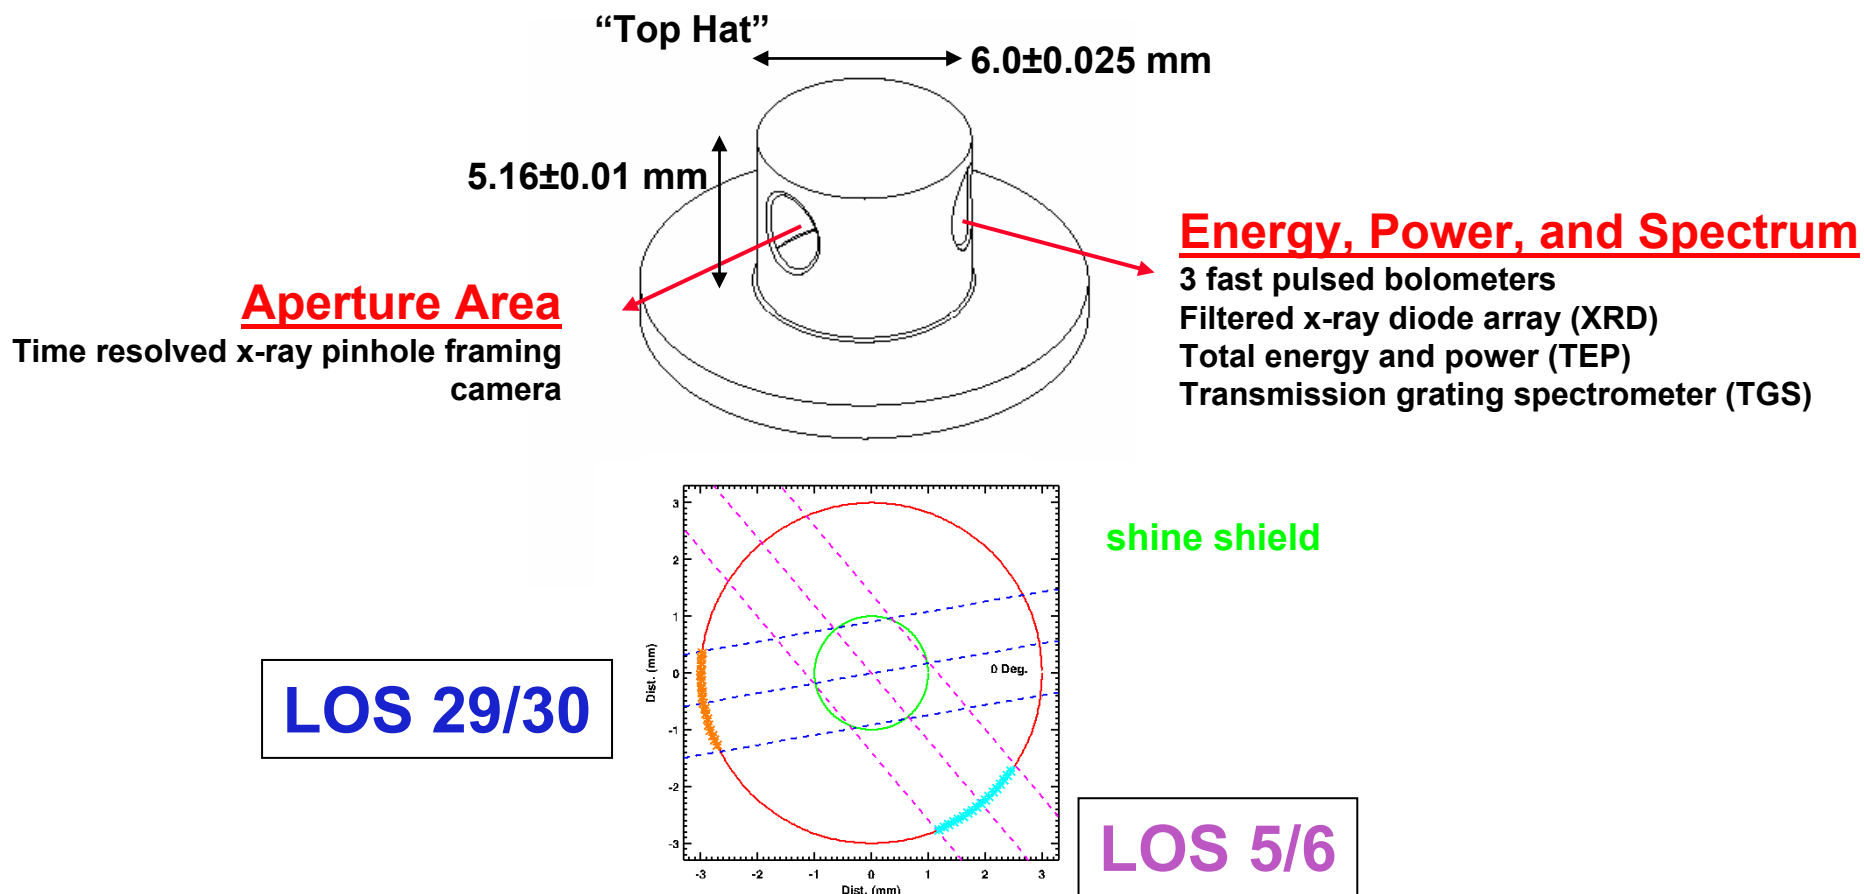 “Top Hat”
6.0±0.025 mm
5.16±0.01 mm
Aperture Area
Time resolved x-ray pinhole framing
camera
Energy, Power, and Spectrum
3 fast pulsed bolometers
Filtered x-ray diode array (XRD)
Total energy and power (TEP)
Transmission grating spectrometer (TGS)
shine shield
LOS 29/30
LOS 5/6
3
2
1
0
-1
-2
-3
Dist. (mm)
0 Deg.
-3 -2 -1 0 1 2 3
Dist. (mm)